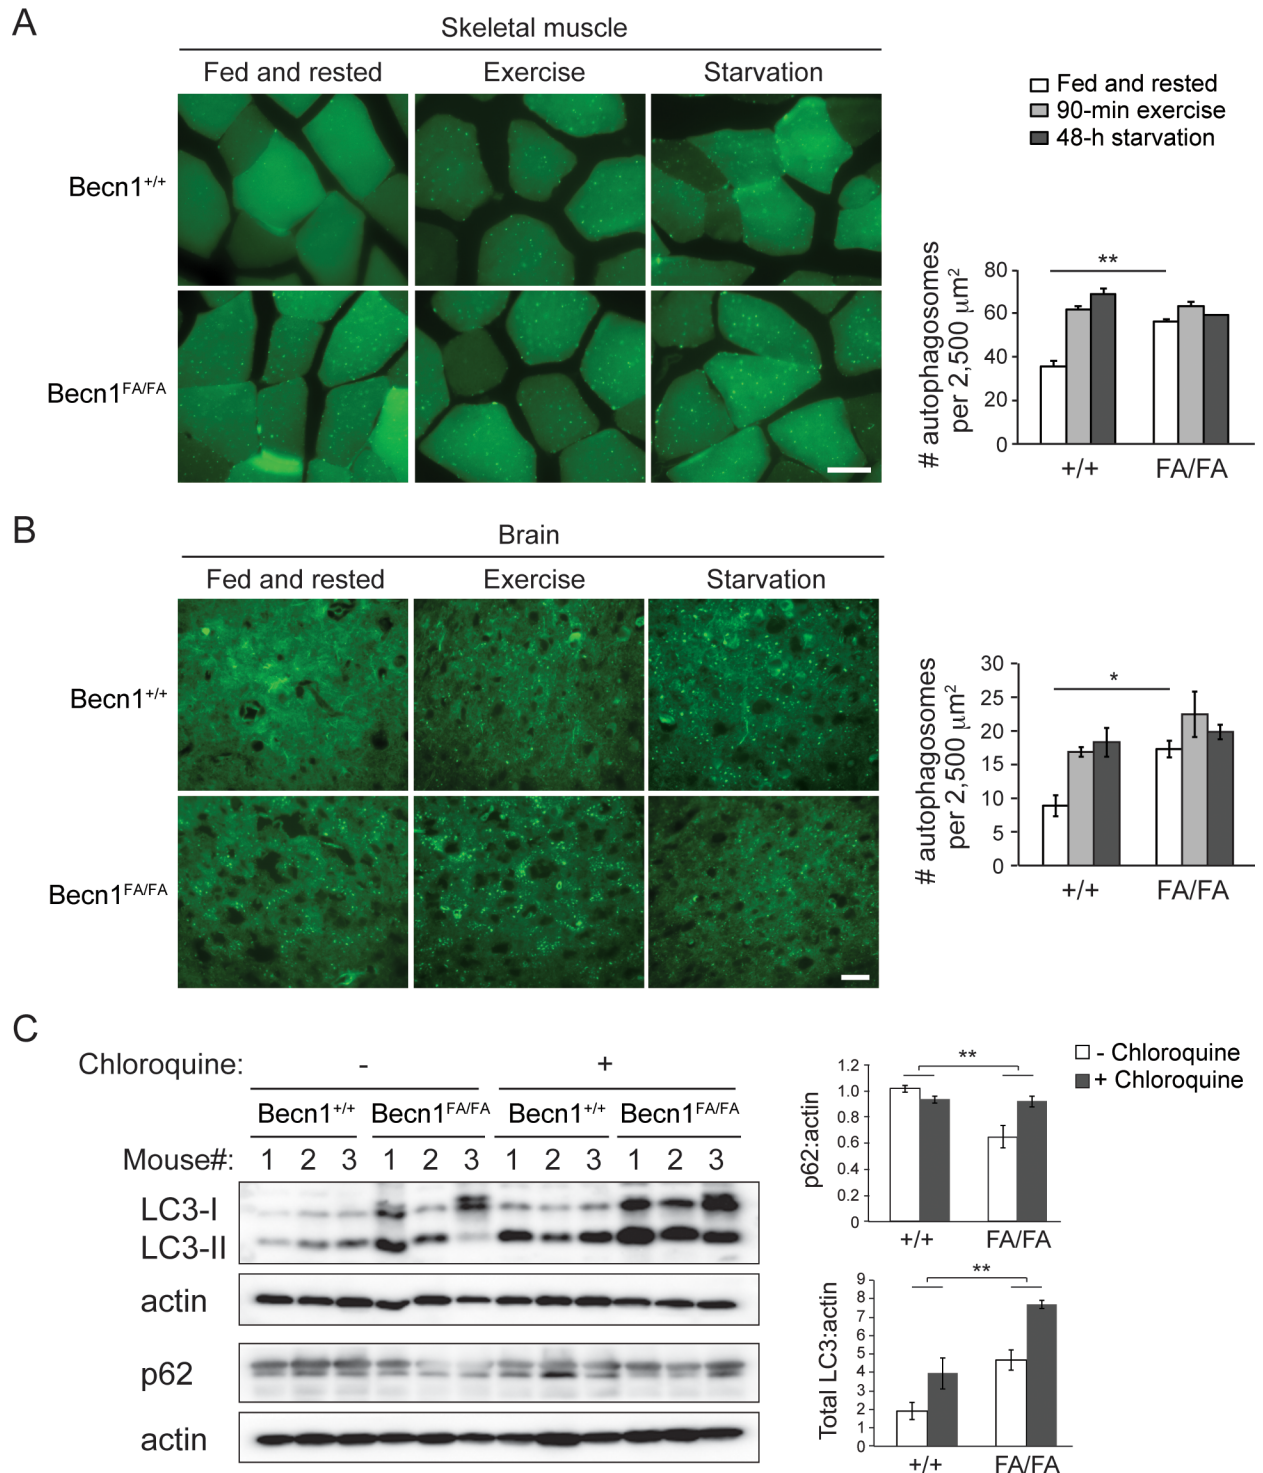 A
Skeletal muscle
Fed and rested Exercise Starvation
Becn1+/+
Becn1FA/FA
Fed and rested
90-min exercise
48-h starvation
# autophagosomes
per 2,500 μm2
80
60
40
20
0
**
+/+ FA/FA
B
Brain
Fed and rested Exercise Starvation
Becn1+/+
Becn1FA/FA
# autophagosomes
per 2,500 μm2
30
25
20
15
10
5
0
*
+/+ FA/FA
C
Chloroquine: - +
Becn1+/+ Becn1FA/FA Becn1+/+ Becn1FA/FA
Mouse#: 1 2 3 1 2 3 1 2 3 1 2 3
LC3-I
LC3-II
actin
p62
actin
- Chloroquine
+ Chloroquine
p62:actin
1.2
1.0
0.8
0.6
0.4
0.2
0
**
+/+ FA/FA
Total LC3:actin
9
8
7
6
5
4
3
2
1
0
**
+/+ FA/FA